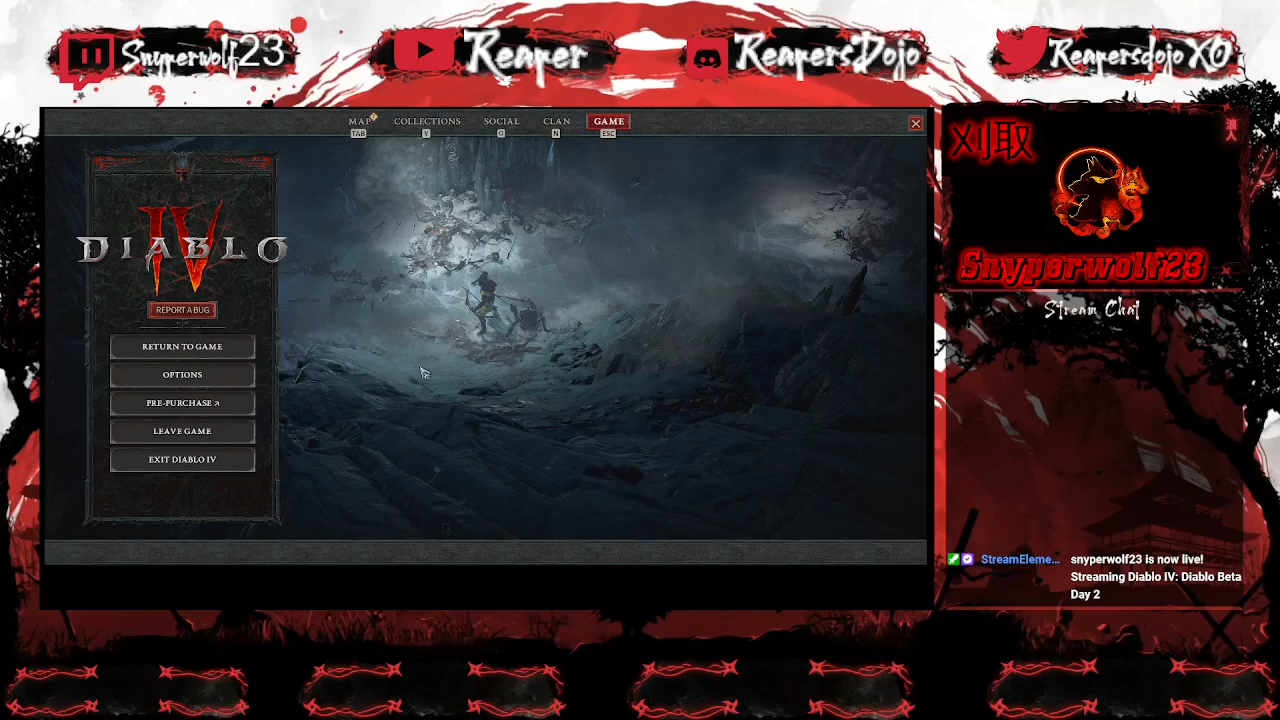 Snyperwolf23
Reaper
ReapersDojo
ReapersdojoXO
MAP
COLLECTIONS
SOCIAL
CLAN
GAME
TAB
Y
O
N
ESC
刈取
浪人
DIABLO
IV
REPORT A BUG
RETURN TO GAME
OPTIONS
PRE-PURCHASE
LEAVE GAME
EXIT DIABLO IV
Snyperwolf23
Stream Chat
StreamEleme... snyperwolf23 is now live!
Streaming Diablo IV: Diablo Beta
Day 2